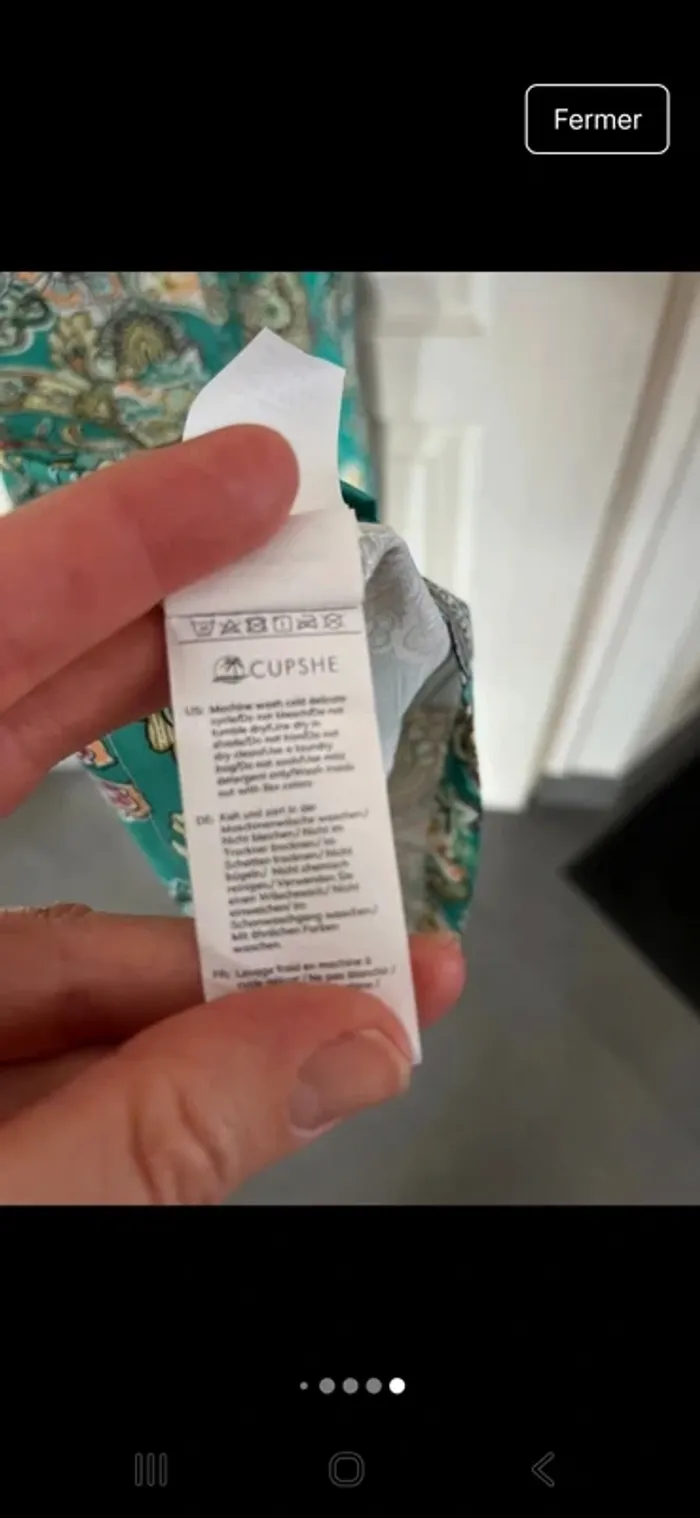 Fermer
CUPSHE
US: Machine wash cold delicate
cycle/Do not bleach/Do not
tumble dry/Line dry in
shade/Do not iron/Do not
dry clean/Use a laundry
bag/Do not soak/Use mild
detergent only/Wash inside
out with like colors
DE: Kalt und zart in der
Maschinenwäsche waschen/
Nicht bleichen/ Nicht im
Trockner trocknen/ Im
Schatten trocknen/ Nicht
bügeln/ Nicht chemisch
reinigen/ Verwenden Sie
einen Wäschesack/ Nicht
einweichen/ Im
Schonwaschgang waschen/
Mit ähnlichen Farben
waschen.
FR: Lavage froid en machine à
/ Ne pas blanchir /